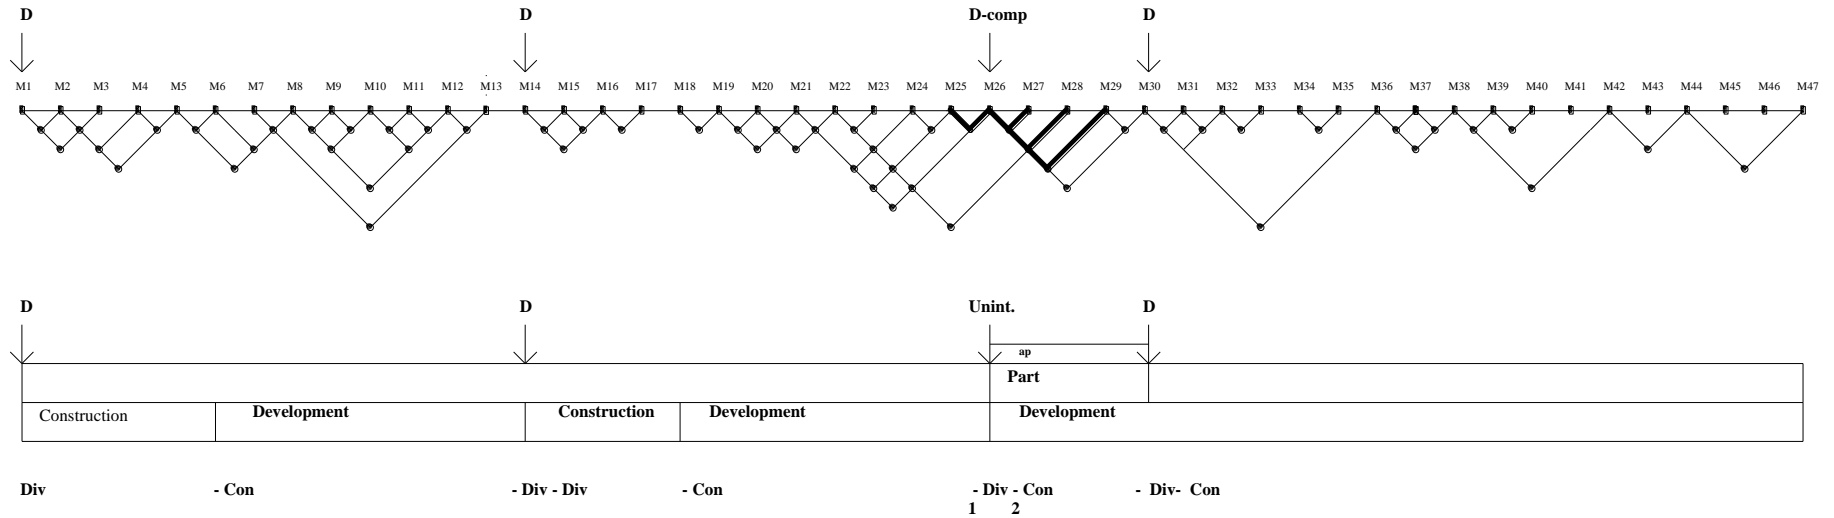 D D D-comp D
M1 M2 M3 M4 M5 M6 M7 M8 M9 M10 M11 M12 M13 M14 M15 M16 M17 M18 M19 M20 M21 M22 M23 M24 M25 M26 M27 M28 M29 M30 M31 M32 M33 M34 M35 M36 M37 M38 M39 M40 M41 M42 M43 M44 M45 M46 M47
D D Unint. D
ap
Part
Construction Development Construction Development Development
Div - Con - Div - Div - Con - Div - Con - Div- Con
1 2